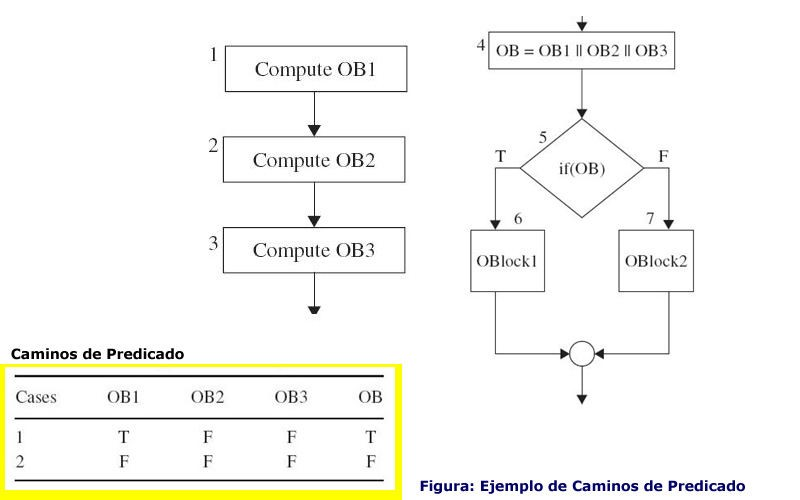 1
Compute OB1
2
Compute OB2
3
Compute OB3
4
OB = OB1 || OB2 || OB3
5
T
F
if(OB)
6
7
OBlock1
OBlock2
Caminos de Predicado
Cases OB1 OB2 OB3 OB
1 T F F T
2 F F F F
Figura: Ejemplo de Caminos de Predicado